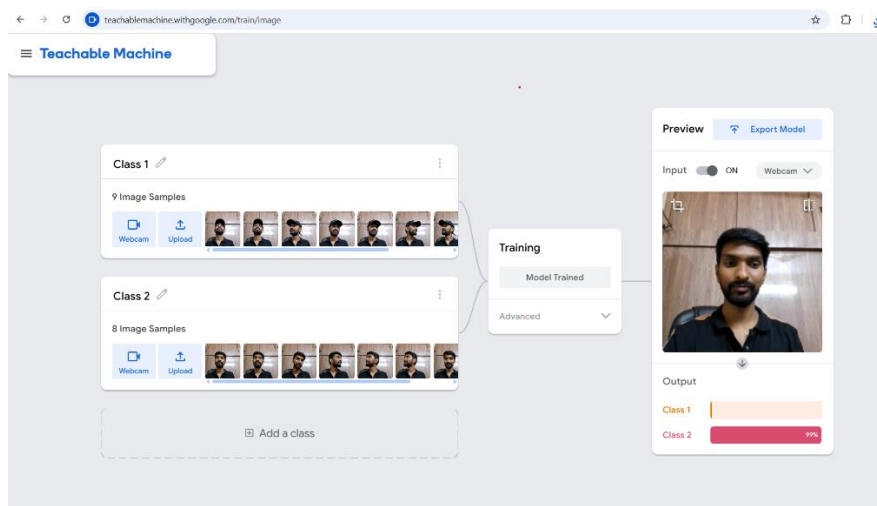 teachablemachine.withgoogle.com/train/image
Teachable Machine
Class 1
9 Image Samples
Webcam
Upload
Class 2
8 Image Samples
Webcam
Upload
Add a class
Training
Model Trained
Advanced
Preview
Export Model
Input
ON
Webcam
Output
Class 1
Class 2
99%